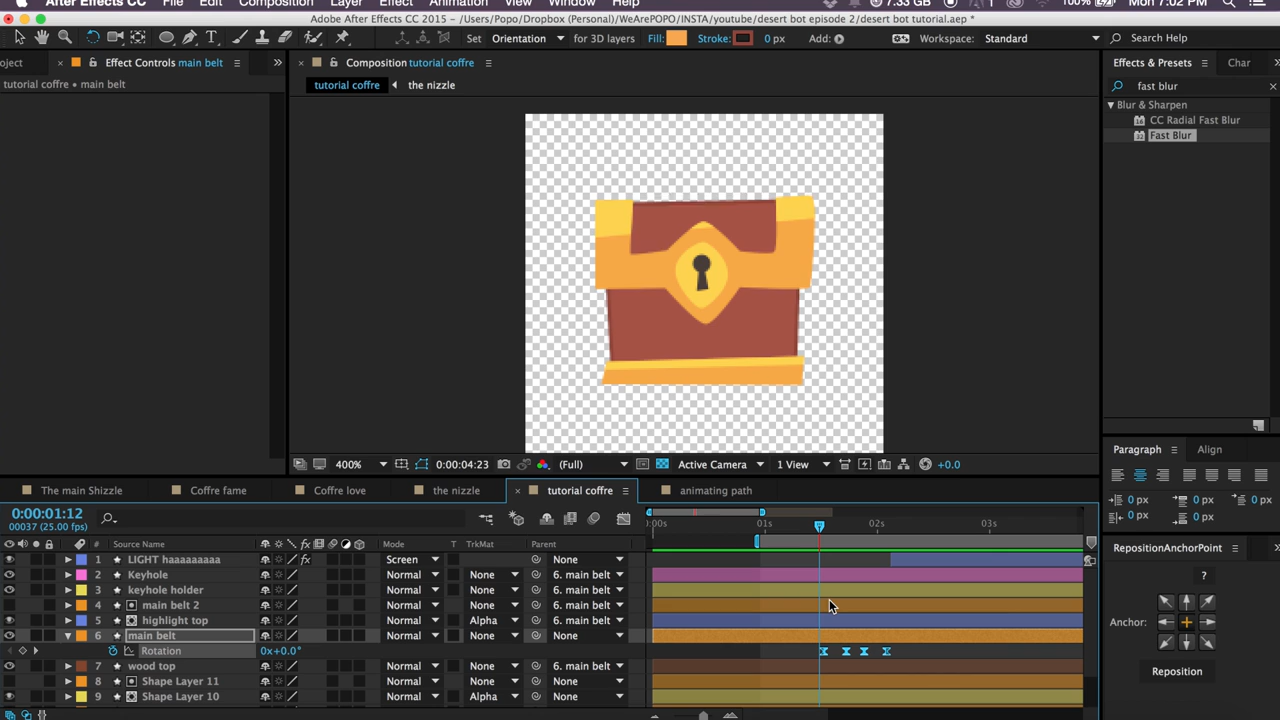 After Effects CC File Edit Composition Layer Effect Animation View Window Help 7.33 GB 1 100% Mon 7:02 PM
Adobe After Effects CC 2015 - /Users/Popo/Dropbox (Personal)/WeArePOPO/INSTA/youtube/desert bot episode 2/desert bot tutorial.aep *
Set Orientation for 3D layers Fill: Stroke: 0 px Add: Workspace: Standard Search Help
oject Effect Controls main belt Composition tutorial coffre Effects & Presets Char
tutorial coffre • main belt tutorial coffre the nizzle fast blur
Blur & Sharpen
CC Radial Fast Blur
Fast Blur
Paragraph Align
400% 0:00:04:23 (Full) Active Camera 1 View +0.0
The main Shizzle Coffre fame Coffre love the nizzle tutorial coffre animating path
0 px 0 px 0 px
0 px 0 px
0:00:01:12
00037 (25.00 fps)
:00s 01s 02s 03s
# Source Name Mode T TrkMat Parent
RepositionAnchorPoint
?
Anchor:
Reposition
1 LIGHT haaaaaaaaa Screen None
2 Keyhole Normal None 6. main belt
3 keyhole holder Normal None 6. main belt
4 main belt 2 Normal None 6. main belt
5 highlight top Normal Alpha 6. main belt
6 main belt Normal None None
Rotation 0x+0.0°
7 wood top Normal None 6. main belt
8 Shape Layer 11 Normal None None
9 Shape Layer 10 Normal Alpha None